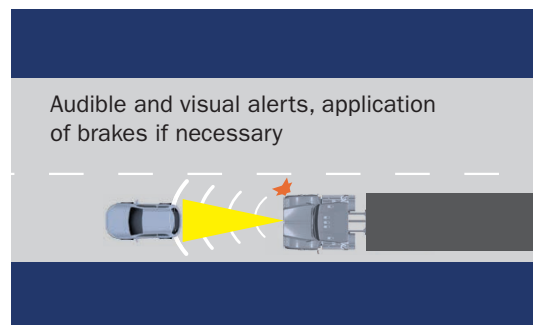 Audible and visual alerts, application
of brakes if necessary